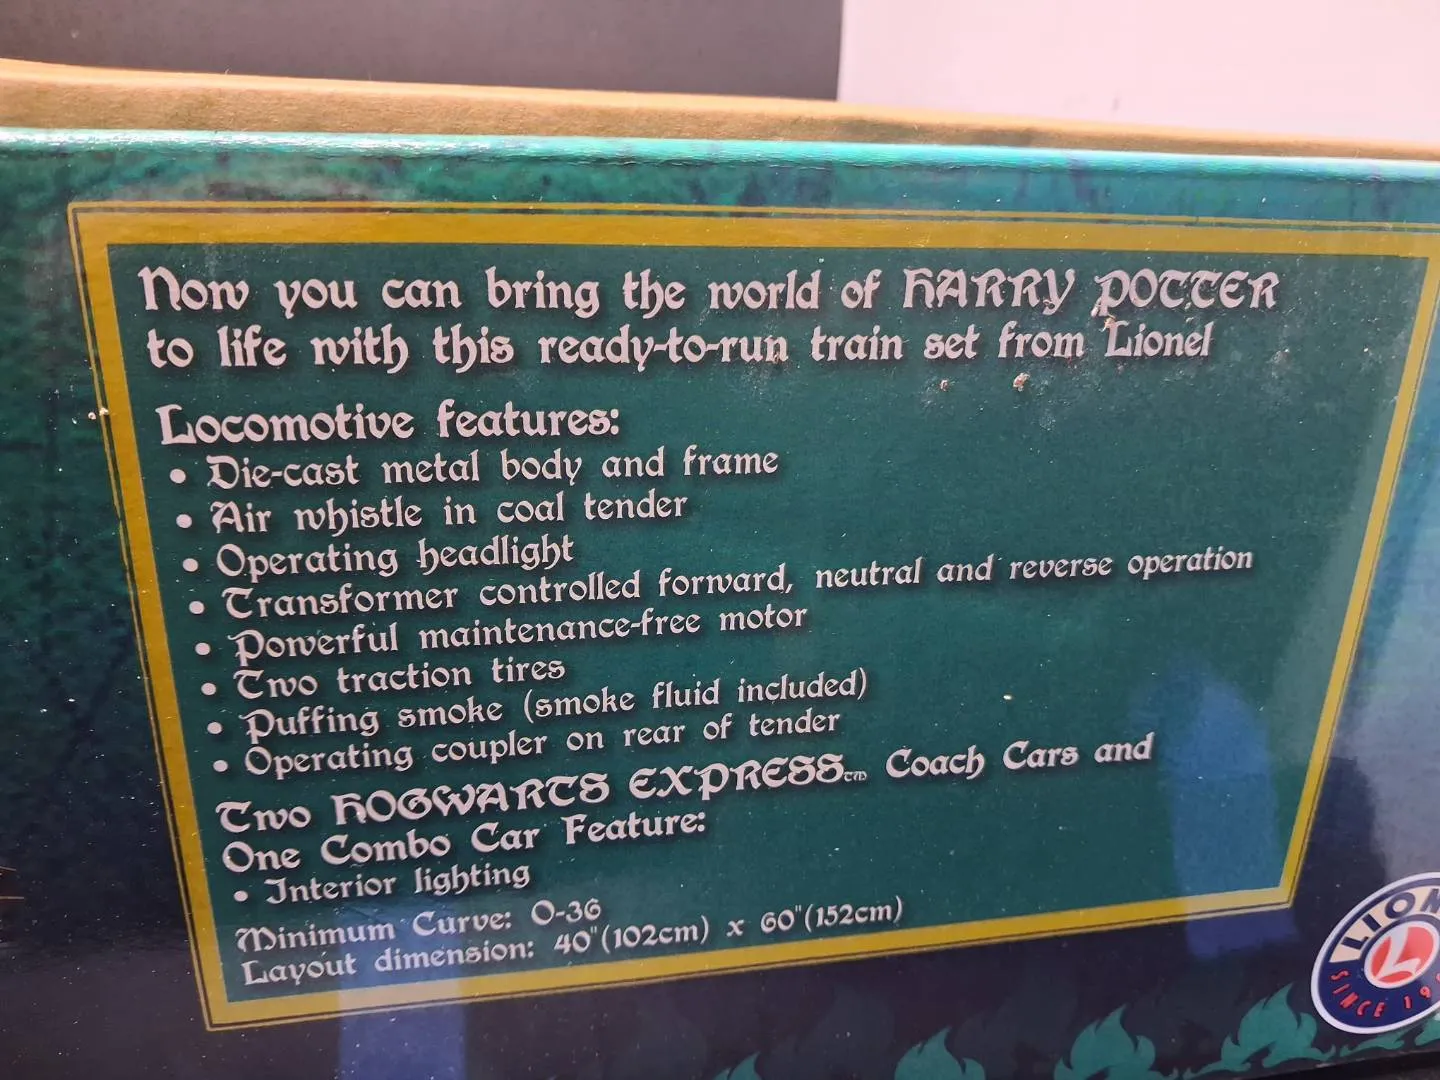 Now you can bring the world of HARRY POTTER
to life with this ready-to-run train set from Lionel
Locomotive features:
• Die-cast metal body and frame
• Air whistle in coal tender
• Operating headlight
• Transformer controlled forward, neutral and reverse operation
• Powerful maintenance-free motor
• Two traction tires
• Puffing smoke (smoke fluid included)
• Operating coupler on rear of tender
Two HOGWARTS EXPRESS™ Coach Cars and
One Combo Car Feature:
• Interior lighting
Minimum Curve: O-36
Layout dimension: 40"(102cm) x 60"(152cm)
LION
L
SINCE 19